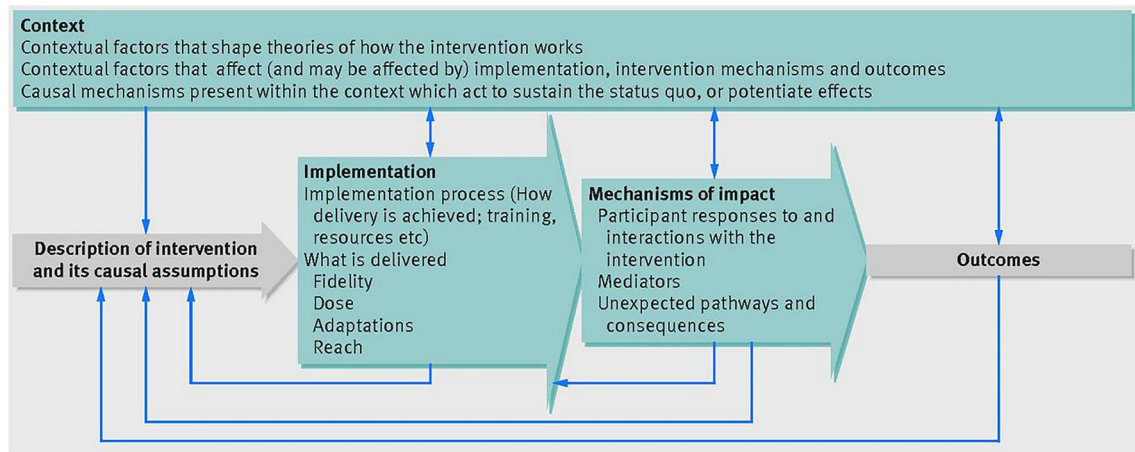 Context
Contextual factors that shape theories of how the intervention works
Contextual factors that affect (and may be affected by) implementation, intervention mechanisms and outcomes
Causal mechanisms present within the context which act to sustain the status quo, or potentiate effects
Description of intervention
and its causal assumptions
Implementation
Implementation process (How
delivery is achieved; training,
resources etc)
What is delivered
Fidelity
Dose
Adaptations
Reach
Mechanisms of impact
Participant responses to and
interactions with the
intervention
Mediators
Unexpected pathways and
consequences
Outcomes